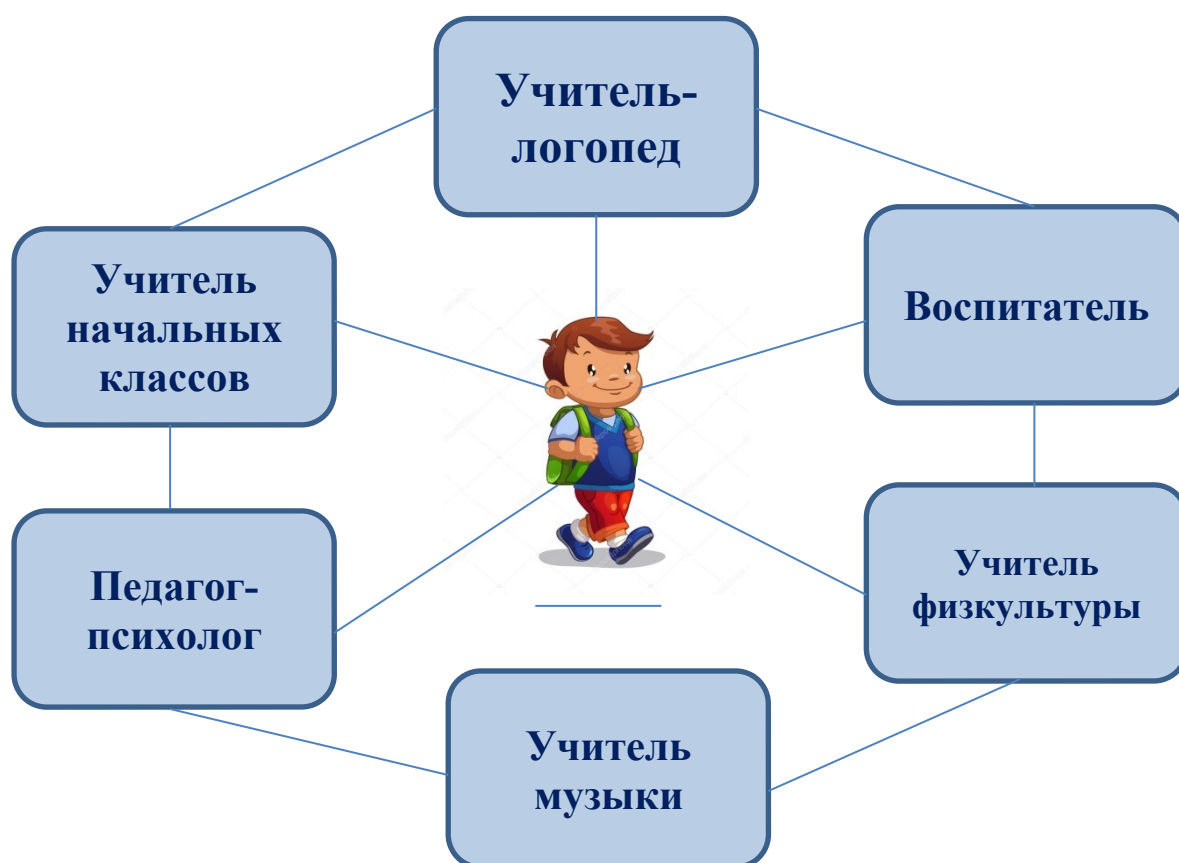 Учитель-
логопед
Учитель
начальных
классов
Воспитатель
Педагог-
психолог
Учитель
физкультуры
Учитель
музыки